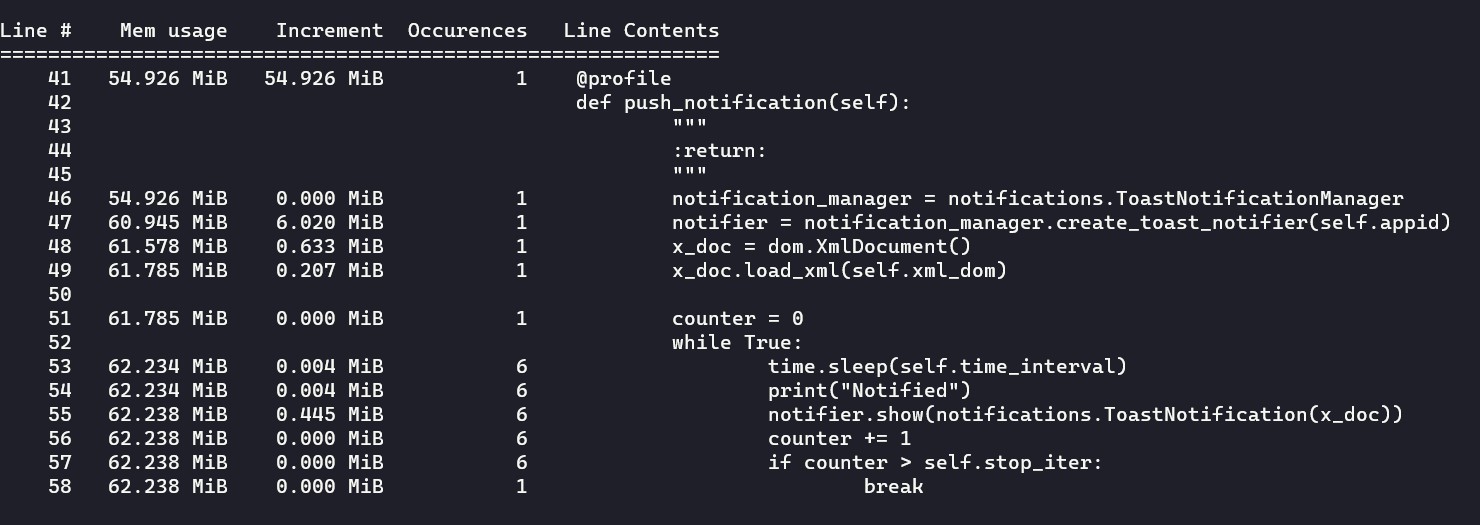 Line #    Mem usage    Increment  Occurences   Line Contents
============================================================
    41   54.926 MiB   54.926 MiB           1    @profile
    42                                          def push_notification(self):
    43                                                  """
    44                                                  :return:
    45                                                  """
    46   54.926 MiB    0.000 MiB           1            notification_manager = notifications.ToastNotificationManager
    47   60.945 MiB    6.020 MiB           1            notifier = notification_manager.create_toast_notifier(self.appid)
    48   61.578 MiB    0.633 MiB           1            x_doc = dom.XmlDocument()
    49   61.785 MiB    0.207 MiB           1            x_doc.load_xml(self.xml_dom)
    50
    51   61.785 MiB    0.000 MiB           1            counter = 0
    52                                                  while True:
    53   62.234 MiB    0.004 MiB           6                    time.sleep(self.time_interval)
    54   62.234 MiB    0.004 MiB           6                    print("Notified")
    55   62.238 MiB    0.445 MiB           6                    notifier.show(notifications.ToastNotification(x_doc))
    56   62.238 MiB    0.000 MiB           6                    counter += 1
    57   62.238 MiB    0.000 MiB           6                    if counter > self.stop_iter:
    58   62.238 MiB    0.000 MiB           1                            break